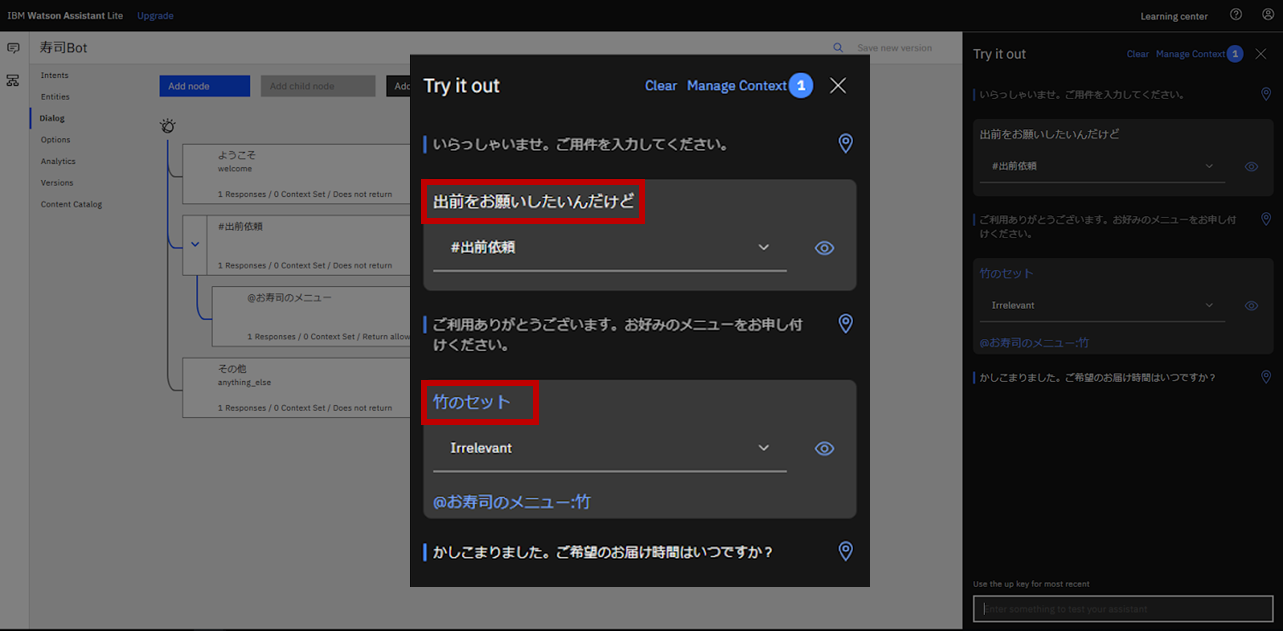 IBM Watson Assistant Lite Upgrade
Learning center
寿司Bot
Save new version
Intents
Entities
Dialog
Options
Analytics
Versions
Content Catalog
Add node
Add child node
Add
ようこそ
welcome
1 Responses / 0 Context Set / Does not return
#出前依頼
1 Responses / 0 Context Set / Does not return
@お寿司のメニュー
1 Responses / 0 Context Set / Return allow
その他
anything_else
1 Responses / 0 Context Set / Does not return
Try it out
Clear Manage Context 1
いらっしゃいませ。ご用件を入力してください。
出前をお願いしたいんだけど
#出前依頼
ご利用ありがとうございます。お好みのメニューをお申し付
けください。
竹のセット
Irrelevant
@お寿司のメニュー:竹
かしこまりました。ご希望のお届け時間はいつですか？
Try it out
Clear Manage Context 1
いらっしゃいませ。ご用件を入力してください。
出前をお願いしたいんだけど
#出前依頼
ご利用ありがとうございます。お好みのメニューをお申し付
けください。
竹のセット
Irrelevant
@お寿司のメニュー:竹
かしこまりました。ご希望のお届け時間はいつですか？
Use the up key for most recent
Enter something to test your assistant